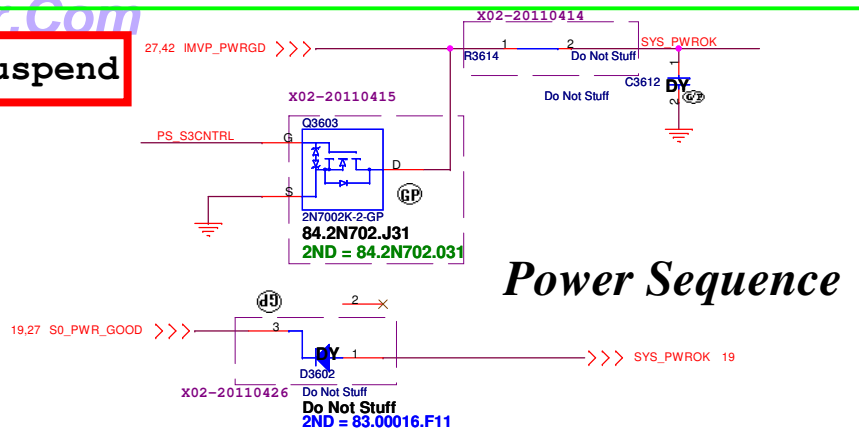 r.Com
uspend
X02-20110414
27,42 IMVP_PWRGD
1
2
SYS_PWROK
R3614
Do Not Stuff
Do Not Stuff
C3612
DY
1
2
GP
X02-20110415
Q3603
PS_S3CNTRL
G
D
S
GP
2N7002K-2-GP
84.2N702.J31
2ND = 84.2N702.031
Power Sequence
GP
2
19,27 S0_PWR_GOOD
3
DY
1
SYS_PWROK 19
D3602
X02-20110426
Do Not Stuff
Do Not Stuff
2ND = 83.00016.F11